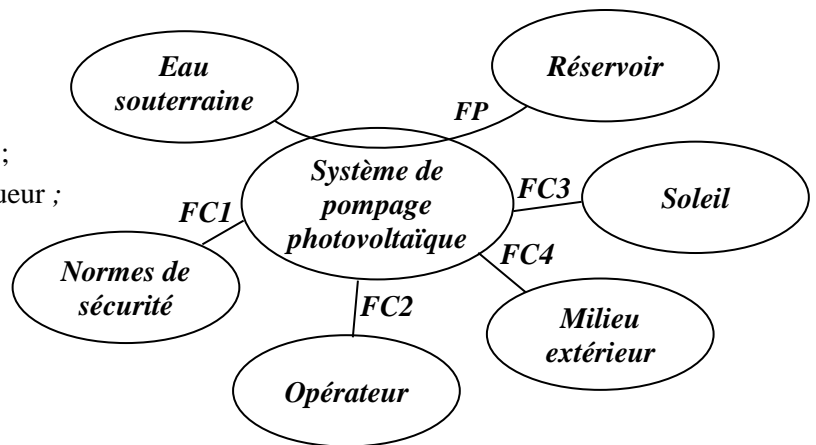 Eau
souterraine
Réservoir
FP
;
ueur ;
Système de
pompage
photovoltaïque
FC3
Soleil
FC1
FC4
Normes de
sécurité
FC2
Milieu
extérieur
Opérateur